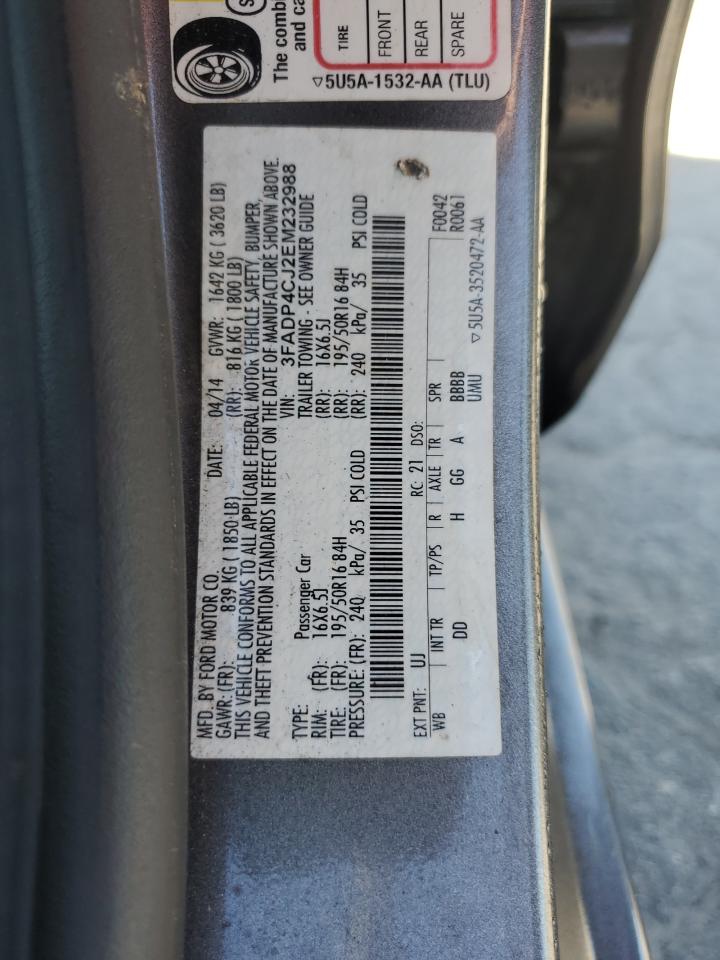 The combi
and ca
TIRE
FRONT
REAR
SPARE
▽5U5A-1532-AA (TLU)
MFD. BY FORD MOTOR CO.
DATE: 04/14 GVWR: 1642 KG ( 3620 LB)
GAWR: (FR): 839 KG ( 1850 LB) (RR): 816 KG ( 1800 LB)
THIS VEHICLE CONFORMS TO ALL APPLICABLE FEDERAL MOTOR VEHICLE SAFETY, BUMPER,
AND THEFT PREVENTION STANDARDS IN EFFECT ON THE DATE OF MANUFACTURE SHOWN ABOVE.
VIN: 3FADP4CJ2EM232988
TYPE: Passenger Car TRAILER TOWING - SEE OWNER GUIDE
RIM: (FR): 16X6.5J (RR): 16X6.5J
TIRE: (FR): 195/50R16 84H (RR): 195/50R16 84H
PRESSURE: (FR): 240 kPa/ 35 PSI COLD (RR): 240 kPa/ 35 PSI COLD
EXT PNT: UJ RC: 21 DSO: F0042
WB INT TR TP/PS R AXLE TR SPR R0061
DD H GG A BBBB
UMU ▽5U5A-3520472-AA